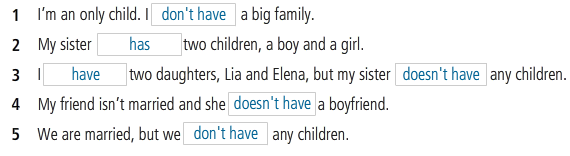 1 I'm an only child. I don't have a big family.
2 My sister has two children, a boy and a girl.
3 I have two daughters, Lia and Elena, but my sister doesn't have any children.
4 My friend isn't married and she doesn't have a boyfriend.
5 We are married, but we don't have any children.